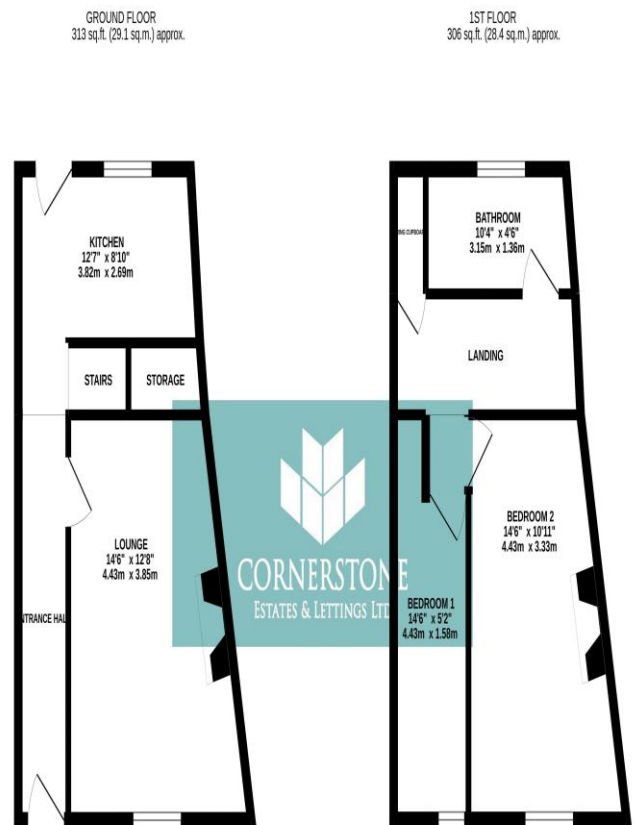 GROUND FLOOR
313 sq.ft. (29.1 sq.m.) approx.
KITCHEN
12'7" x 8'10"
3.82m x 2.69m
STAIRS
STORAGE
LOUNGE
14'6" x 12'8"
4.43m x 3.85m
NTRANCE HAL
1ST FLOOR
306 sq.ft. (28.4 sq.m.) approx.
BATHROOM
10'4" x 4'6"
3.15m x 1.36m
LANDING
BEDROOM 2
14'6" x 10'11"
4.43m x 3.33m
BEDROOM 1
14'6" x 5'2"
4.43m x 1.58m
CORNERSTONE
ESTATES & LETTINGS LTD